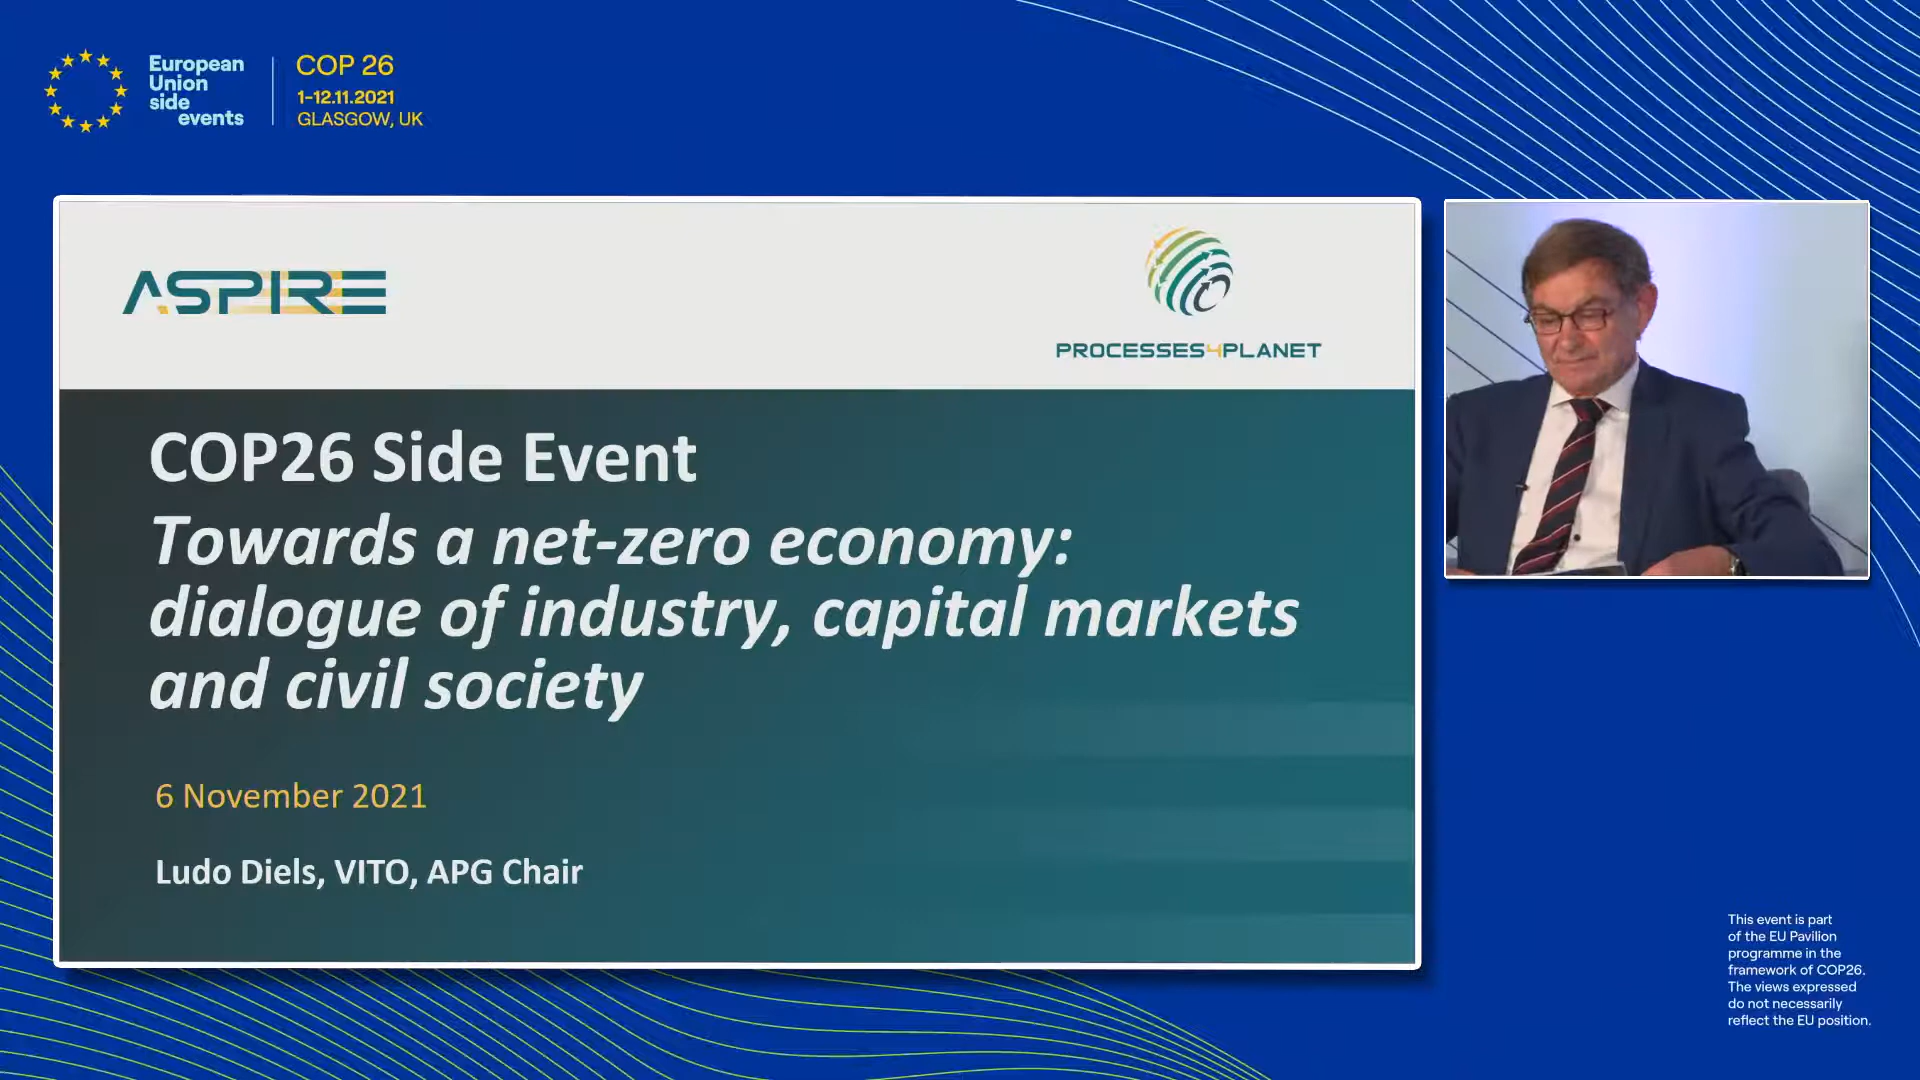 European
Union
side
events
COP 26
1-12.11.2021
GLASGOW, UK
ASPIRE
PROCESSES4PLANET
COP26 Side Event
Towards a net-zero economy:
dialogue of industry, capital markets
and civil society
6 November 2021
Ludo Diels, VITO, APG Chair
This event is part
of the EU Pavilion
programme in the
framework of COP26.
The views expressed
do not necessarily
reflect the EU position.